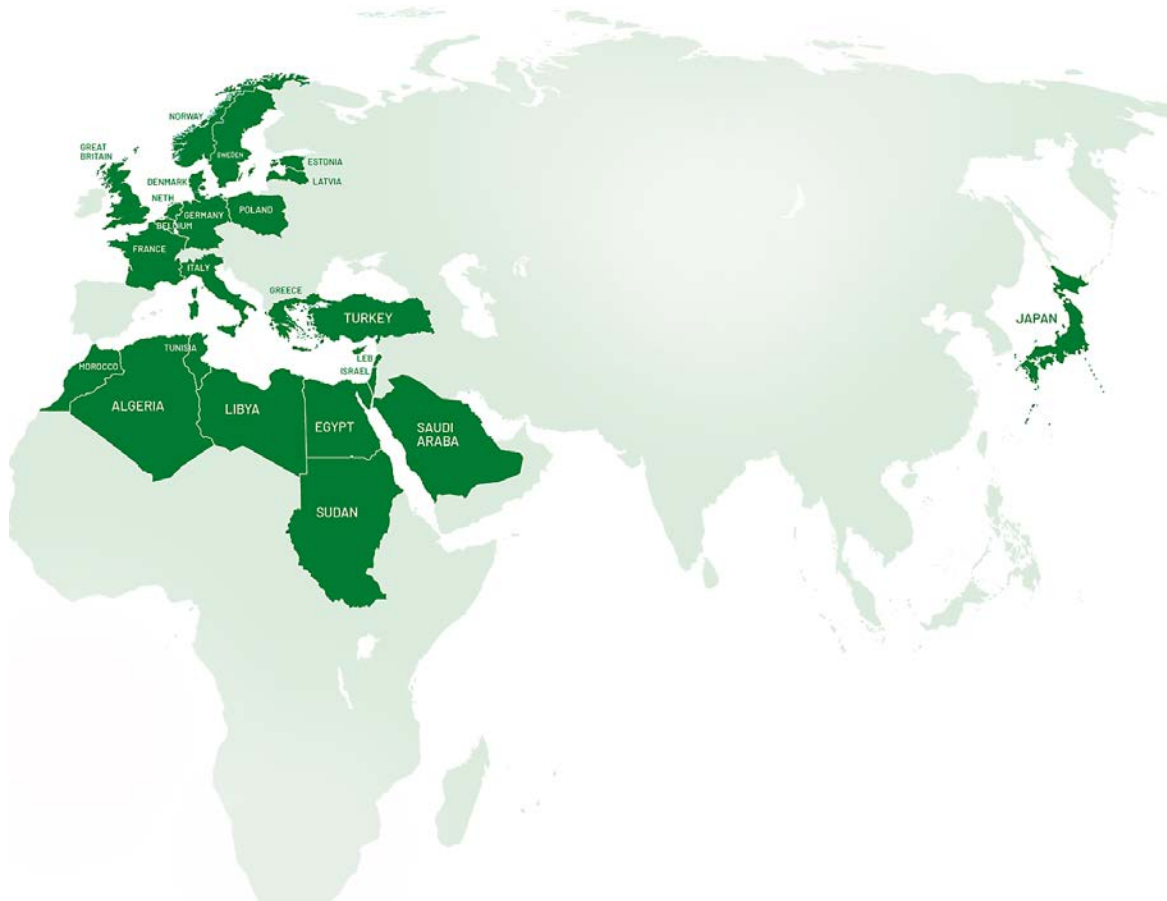 NORWAY
GREAT
BRITAIN
SWEDEN
ESTONIA
DENMARK
LATVIA
NETH
GERMANY
POLAND
BELGIUM
FRANCE
ITALY
GREECE
TURKEY
JAPAN
TUNISIA
LEB
MOROCCO
ISRAEL
ALGERIA
LIBYA
EGYPT
SAUDI
ARABA
SUDAN